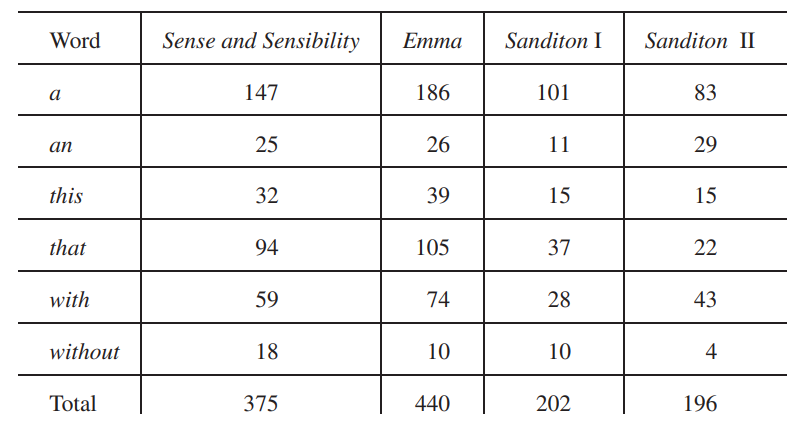 Word Sense and Sensibility Emma Sanditon I Sanditon II
a 147 186 101 83
an 25 26 11 29
this 32 39 15 15
that 94 105 37 22
with 59 74 28 43
without 18 10 10 4
Total 375 440 202 196